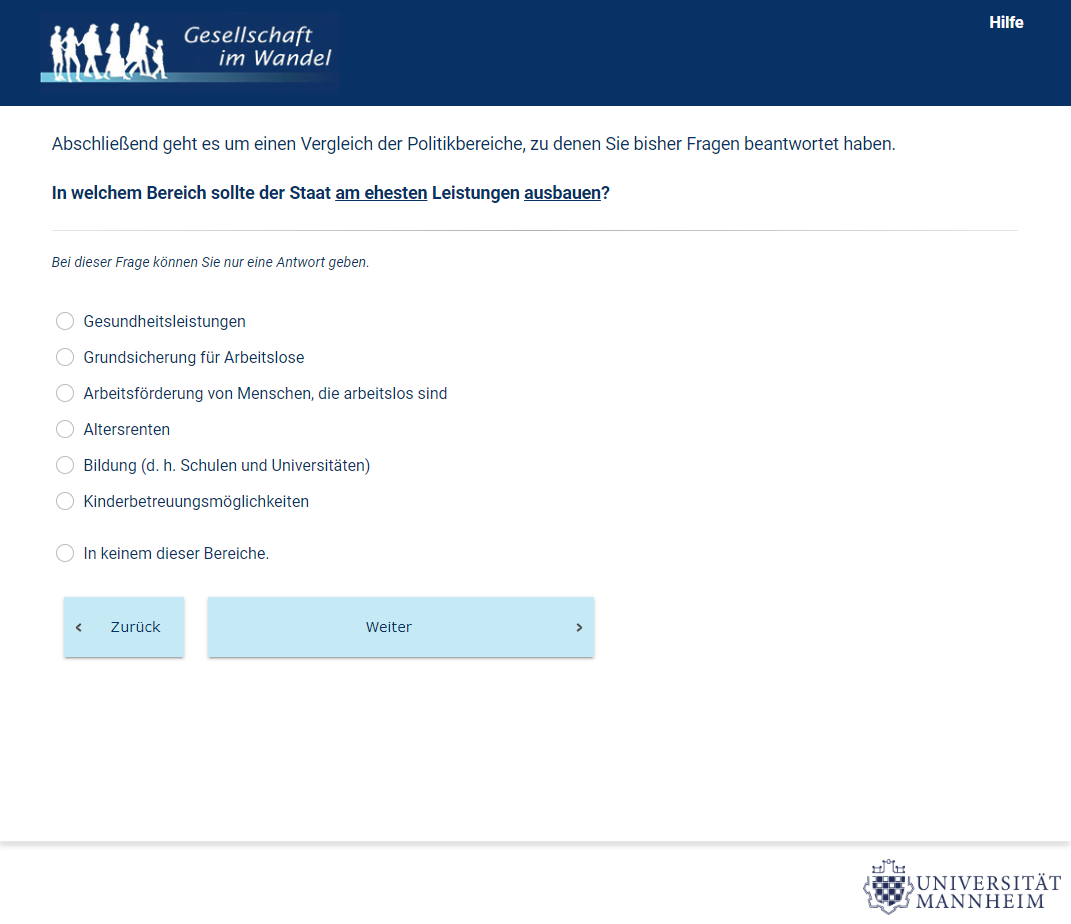 Gesellschaft
im Wandel
Hilfe
Abschließend geht es um einen Vergleich der Politikbereiche, zu denen Sie bisher Fragen beantwortet haben.
In welchem Bereich sollte der Staat am ehesten Leistungen ausbauen?
Bei dieser Frage können Sie nur eine Antwort geben.
Gesundheitsleistungen
Grundsicherung für Arbeitslose
Arbeitsförderung von Menschen, die arbeitslos sind
Altersrenten
Bildung (d. h. Schulen und Universitäten)
Kinderbetreuungsmöglichkeiten
In keinem dieser Bereiche.
Zurück
Weiter
UNIVERSITÄT
MANNHEIM